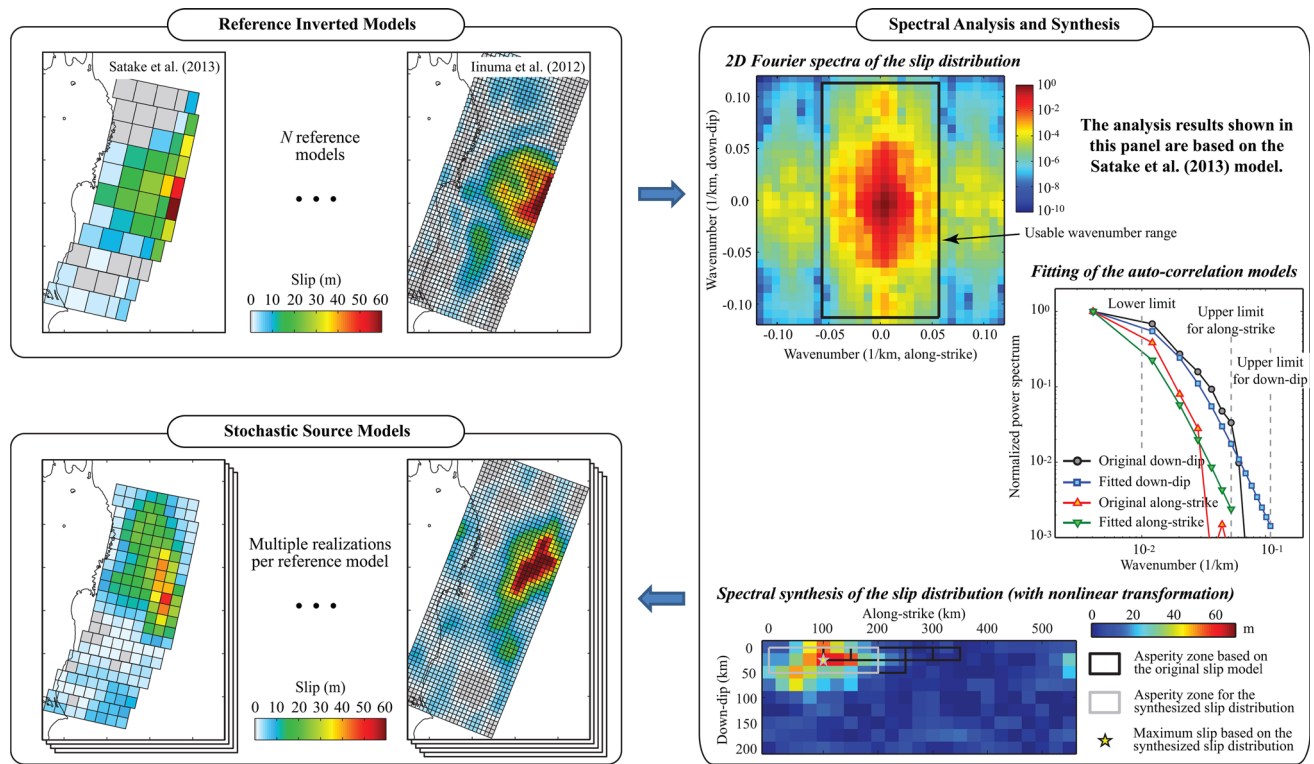 Reference Inverted Models
Satake et al. (2013)
Iinuma et al. (2012)
N reference
models
• • •
Slip (m)
0 10 20 30 40 50 60
Spectral Analysis and Synthesis
2D Fourier spectra of the slip distribution
Wavenumber (1/km, down-dip)
0.10
0.05
0.0
-0.05
-0.10
-0.10 -0.05 0.0 0.05 0.10
Wavenumber (1/km, along-strike)
10^0
10^-2
10^-4
10^-6
10^-8
10^-10
The analysis results shown in
this panel are based on the
Satake et al. (2013) model.
Usable wavenumber range
Fitting of the auto-correlation models
Lower limit
Upper limit
for along-strike
Upper limit
for down-dip
Normalized power spectrum
10^0
10^-1
10^-2
10^-3
Original down-dip
Fitted down-dip
Original along-strike
Fitted along-strike
10^-2 10^-1
Wavenumber (1/km)
Stochastic Source Models
Multiple realizations
per reference model
• • •
Slip (m)
0 10 20 30 40 50 60
Spectral synthesis of the slip distribution (with nonlinear transformation)
Along-strike (km)
0 100 200 300 400 500
Down-dip (km)
0
50
100
150
200
0 20 40 60 m
Asperity zone based on
the original slip model
Asperity zone for the
synthesized slip distribution
Maximum slip based on the
synthesized slip distribution